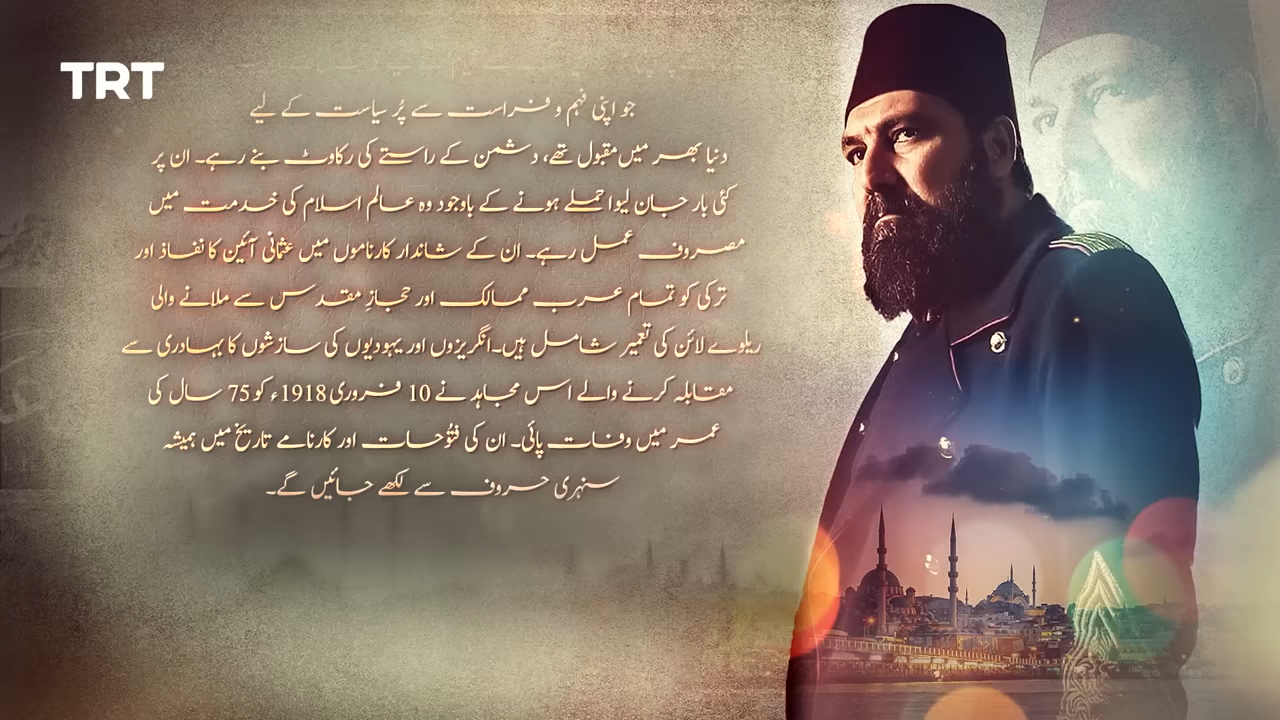 TRT
جو اپنی فہم و فراست سے پُر سیاست کے لیے
دنیا بھر میں مقبول تھے، دشمن کے راستے کی رکاوٹ بنے رہے۔ ان پر
کئی بار جان لیوا حملے ہونے کے باوجود وہ عالم اسلام کی خدمت میں
مصروف عمل رہے۔ ان کے شاندار کارناموں میں عثمانی آئین کا نفاذ اور
ترکی کو تمام عرب ممالک اور حجازِ مقدس سے ملانے والی
ریلوے لائن کی تعمیر شامل ہیں۔انگریزوں اور یہودیوں کی سازشوں کا بہادری سے
مقابلہ کرنے والے اس مجاہد نے 10 فروری 1918ء کو 75 سال کی
عمر میں وفات پائی۔ ان کی فتُوحات اور کارنامے تاریخ میں ہمیشہ
سنہری حروف سے لکھے جائیں گے۔